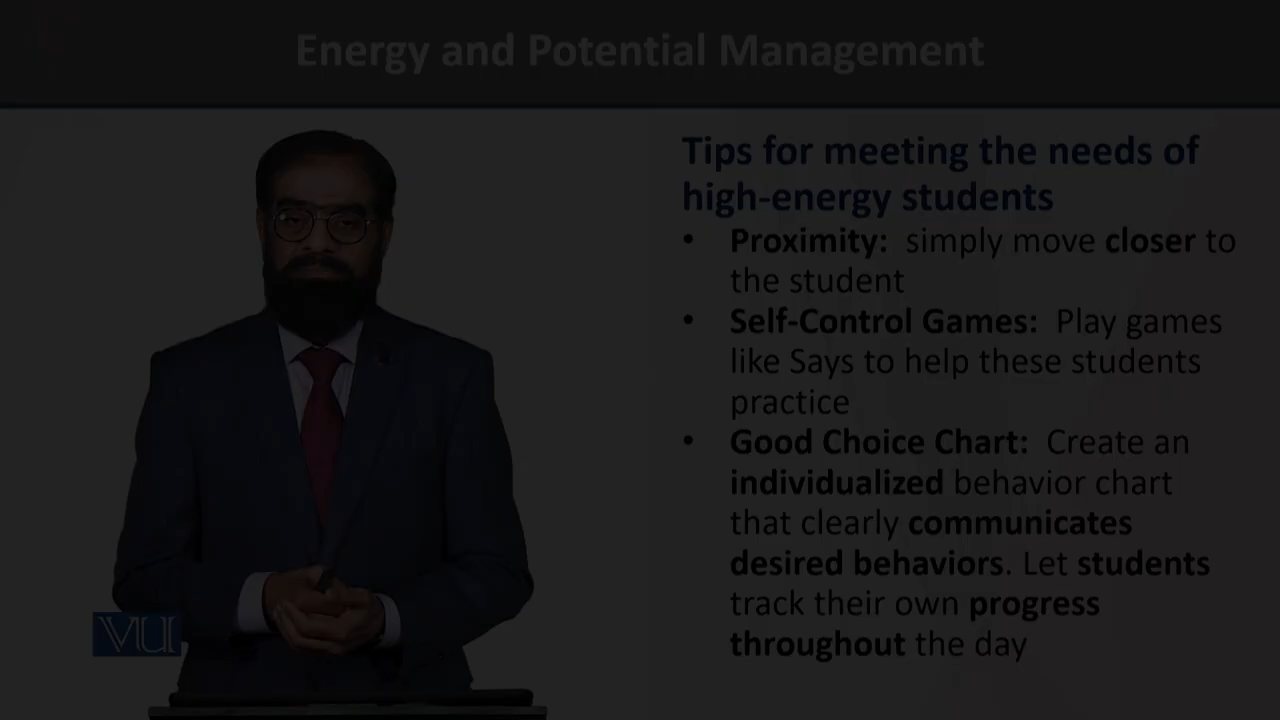 Energy and Potential Management
Tips for meeting the needs of
high-energy students
• Proximity: simply move closer to
the student
• Self-Control Games: Play games
like Says to help these students
practice
• Good Choice Chart: Create an
individualized behavior chart
that clearly communicates
desired behaviors. Let students
track their own progress
throughout the day
VU